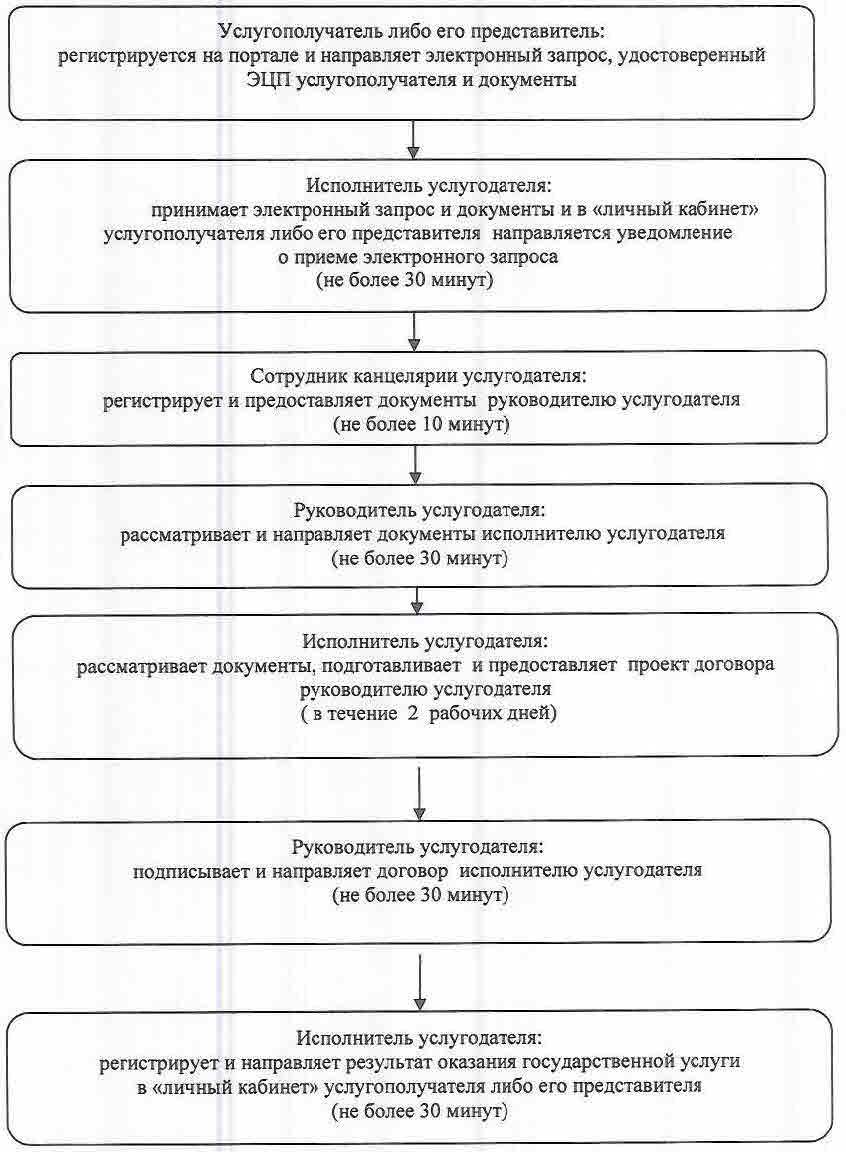 Услугополучатель либо его представитель:
регистрируется на портале и направляет электронный запрос, удостоверенный
ЭЦП услугополучателя и документы
Исполнитель услугодателя:
принимает электронный запрос и документы и в «личный кабинет»
услугополучателя либо его представителя направляется уведомление
о приеме электронного запроса
(не более 30 минут)
Сотрудник канцелярии услугодателя:
регистрирует и предоставляет документы руководителю услугодателя
(не более 10 минут)
Руководитель услугодателя:
рассматривает и направляет документы исполнителю услугодателя
(не более 30 минут)
Исполнитель услугодателя:
рассматривает документы, подготавливает и предоставляет проект договора
руководителю услугодателя
( в течение 2 рабочих дней)
Руководитель услугодателя:
подписывает и направляет договор исполнителю услугодателя
(не более 30 минут)
Исполнитель услугодателя:
регистрирует и направляет результат оказания государственной услуги
в «личный кабинет» услугополучателя либо его представителя
(не более 30 минут)